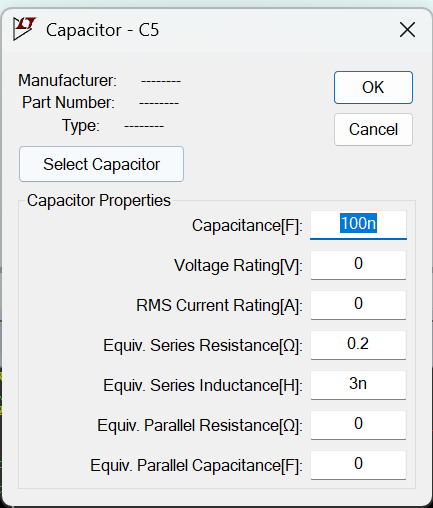 Capacitor - C5
Manufacturer: --------
Part Number: --------
Type: --------
OK
Cancel
Select Capacitor
Capacitor Properties
Capacitance[F]: 100n
Voltage Rating[V]: 0
RMS Current Rating[A]: 0
Equiv. Series Resistance[Ω]: 0.2
Equiv. Series Inductance[H]: 3n
Equiv. Parallel Resistance[Ω]: 0
Equiv. Parallel Capacitance[F]: 0